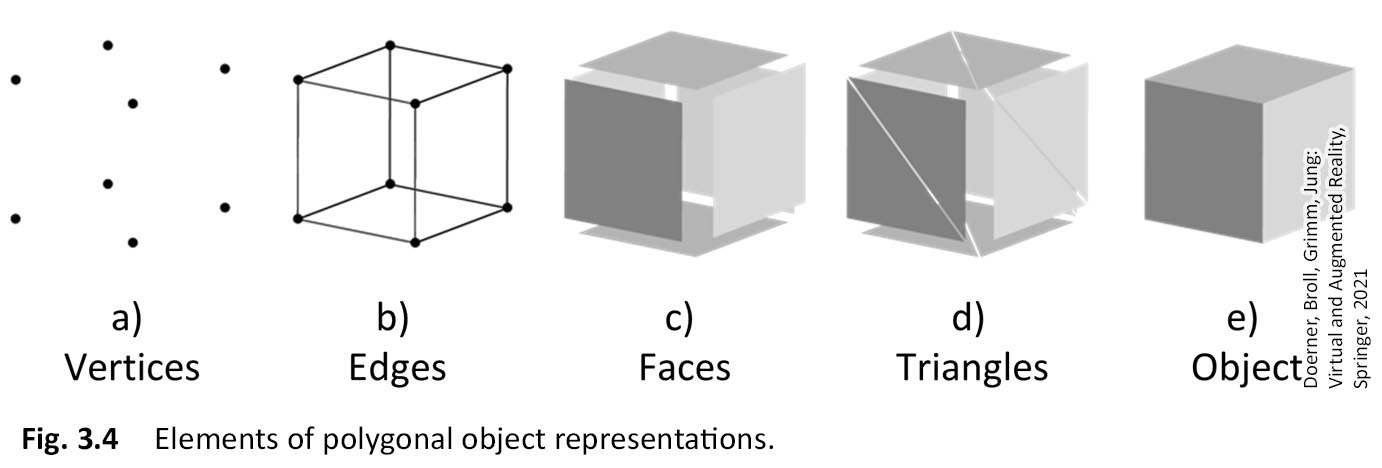 a)
Vertices
b)
Edges
c)
Faces
d)
Triangles
e)
Object
Doerner, Broll, Grimm, Jung:
Virtual and Augmented Reality,
Springer, 2021
Fig. 3.4 Elements of polygonal object representations.